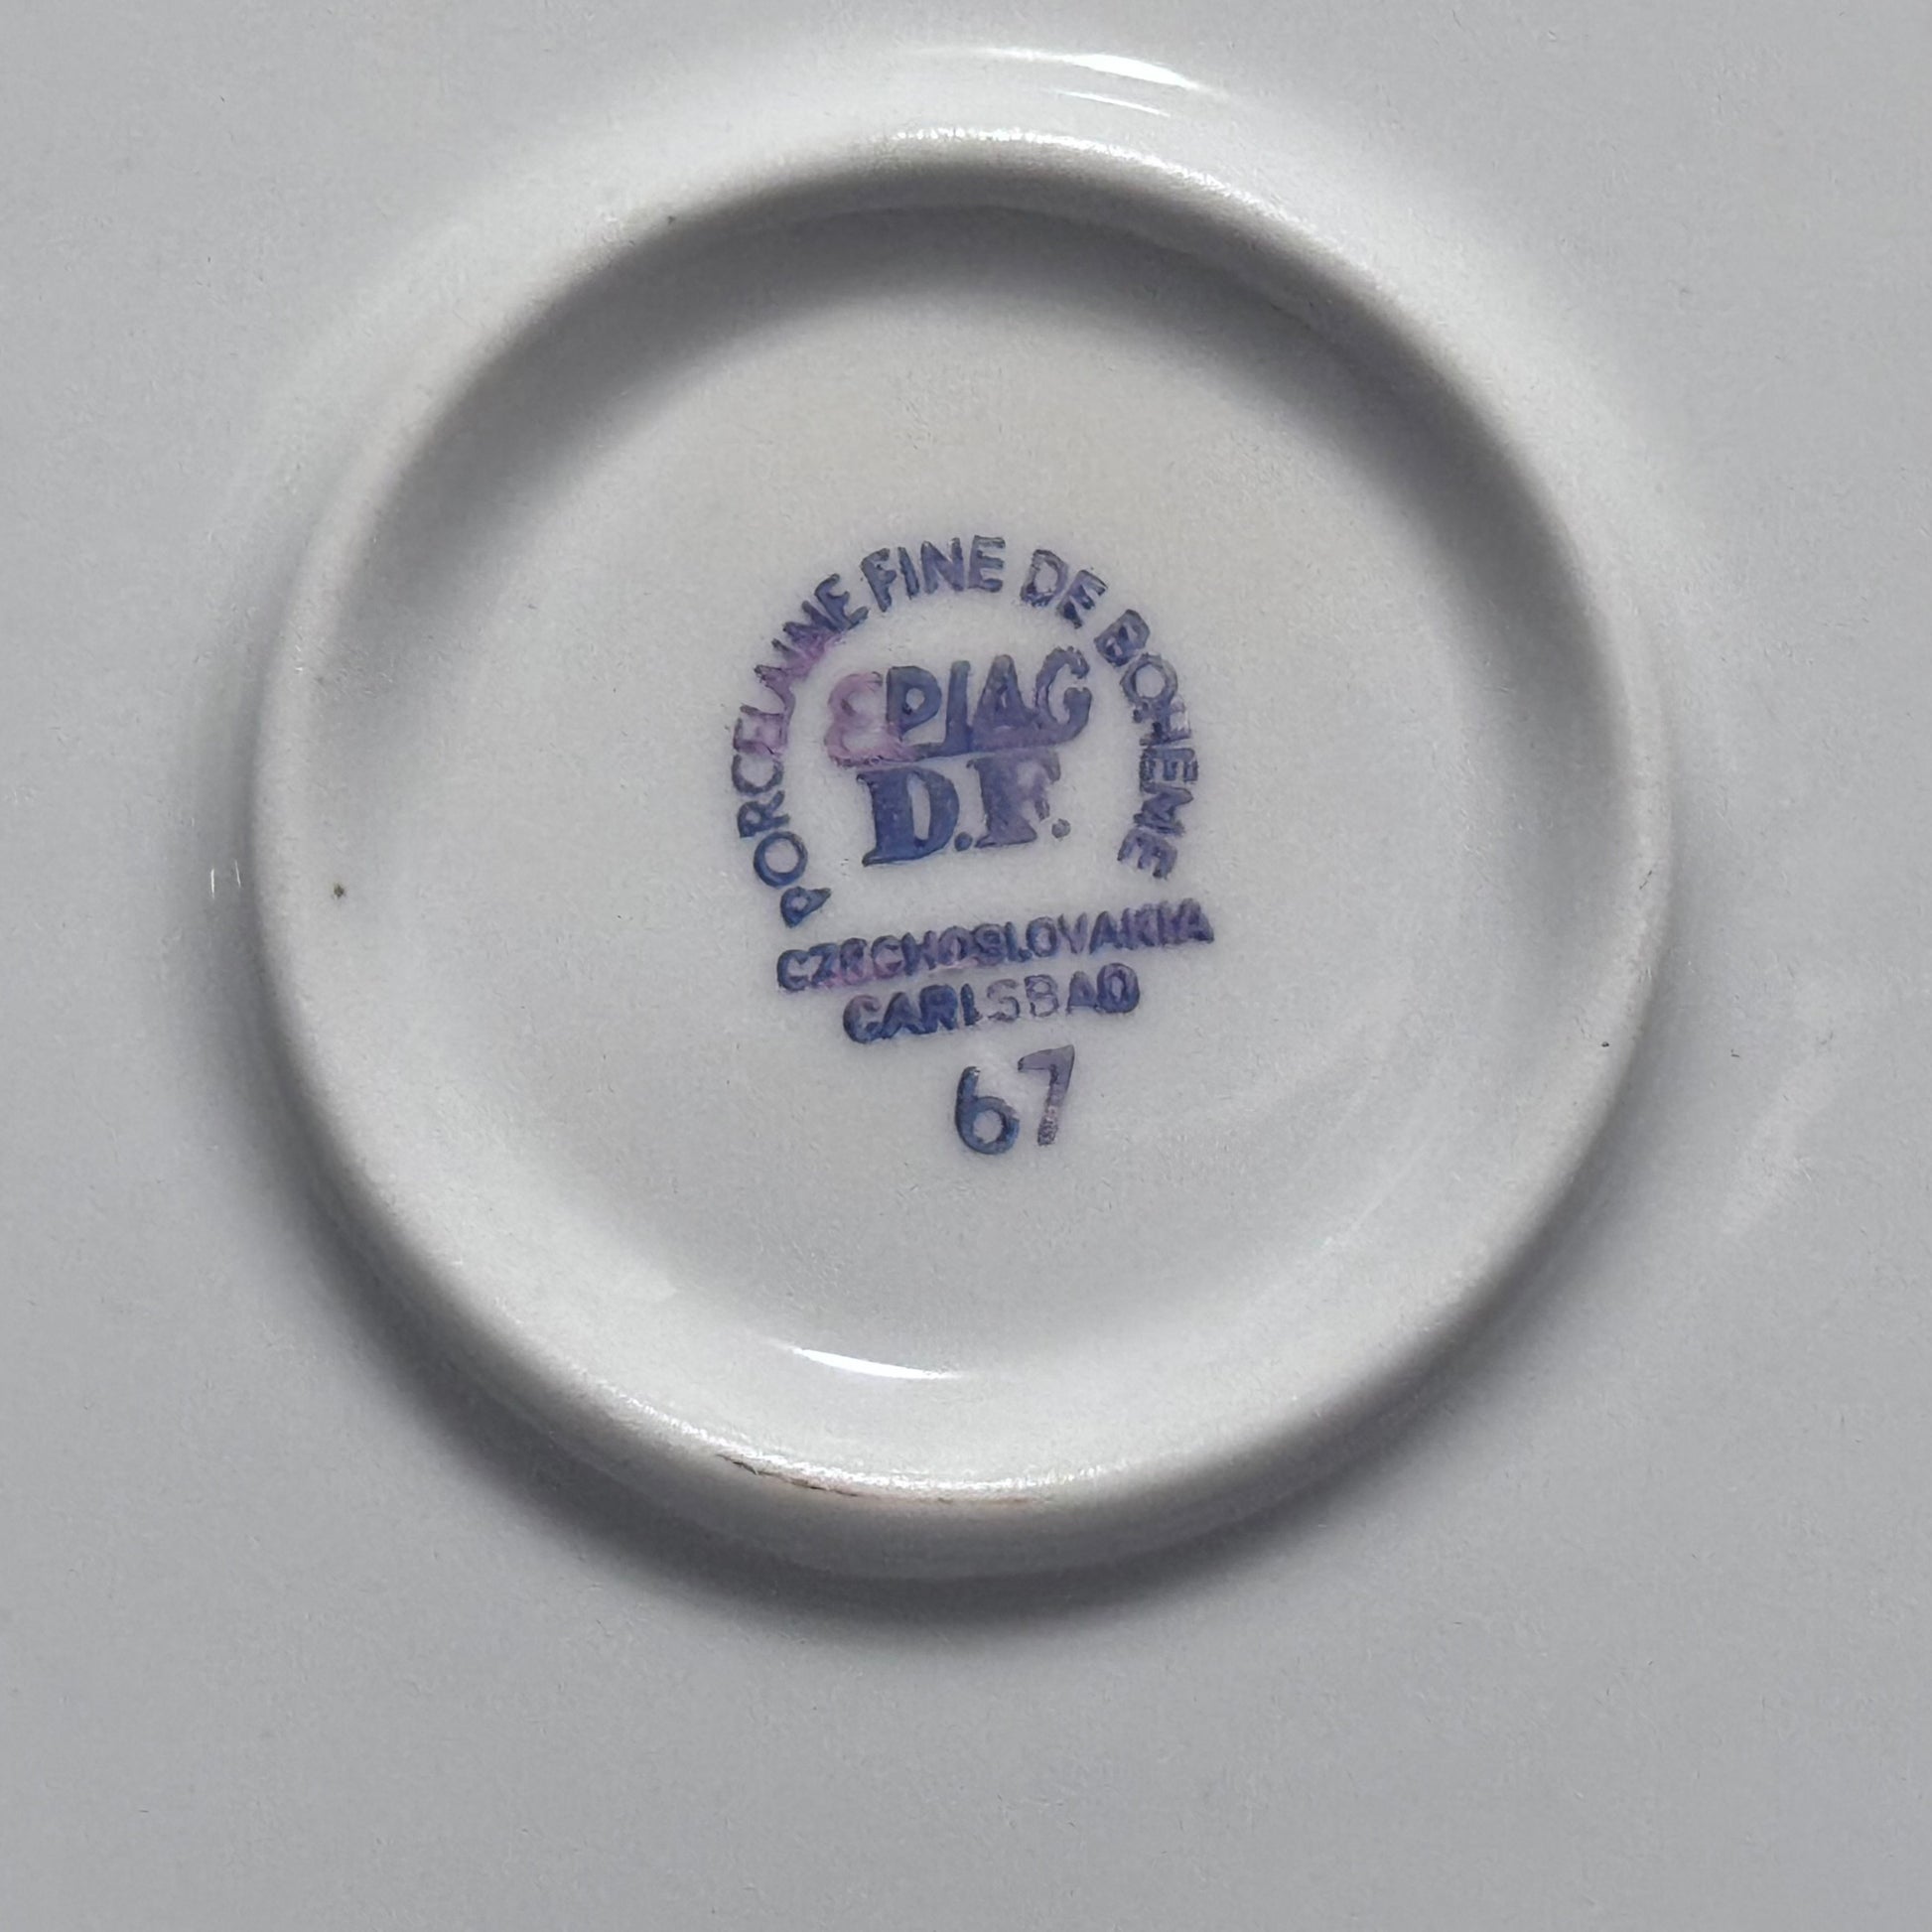 PORCELAINE FINE DE BOHEME
EPIAG
D.F.
CZECHOSLOVAKIA
CARLSBAD
67